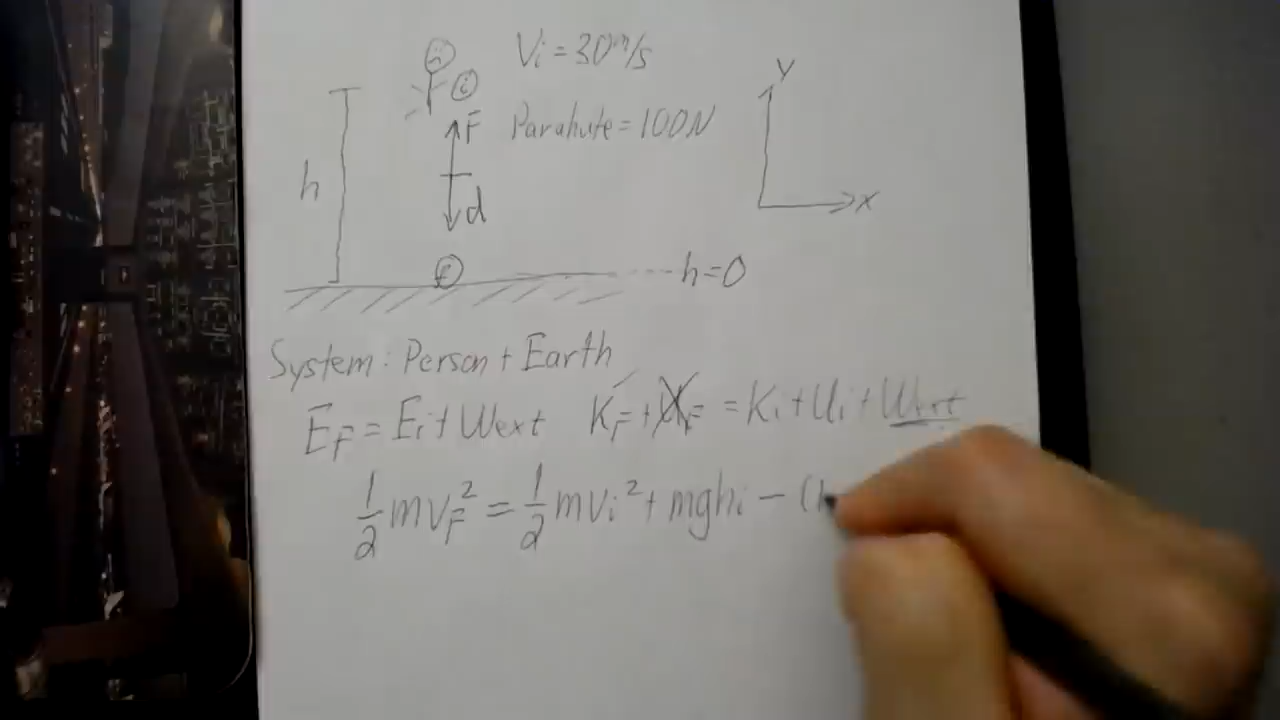 Vi = 30 m/s
y
i
F
Parahute = 100N
h
d
x
f
h=0
System: Person + Earth
EF = Ei + Wext KF + UF = Ki + Ui + Wext
1/2 mvF² = 1/2 mvi² + mghi − (